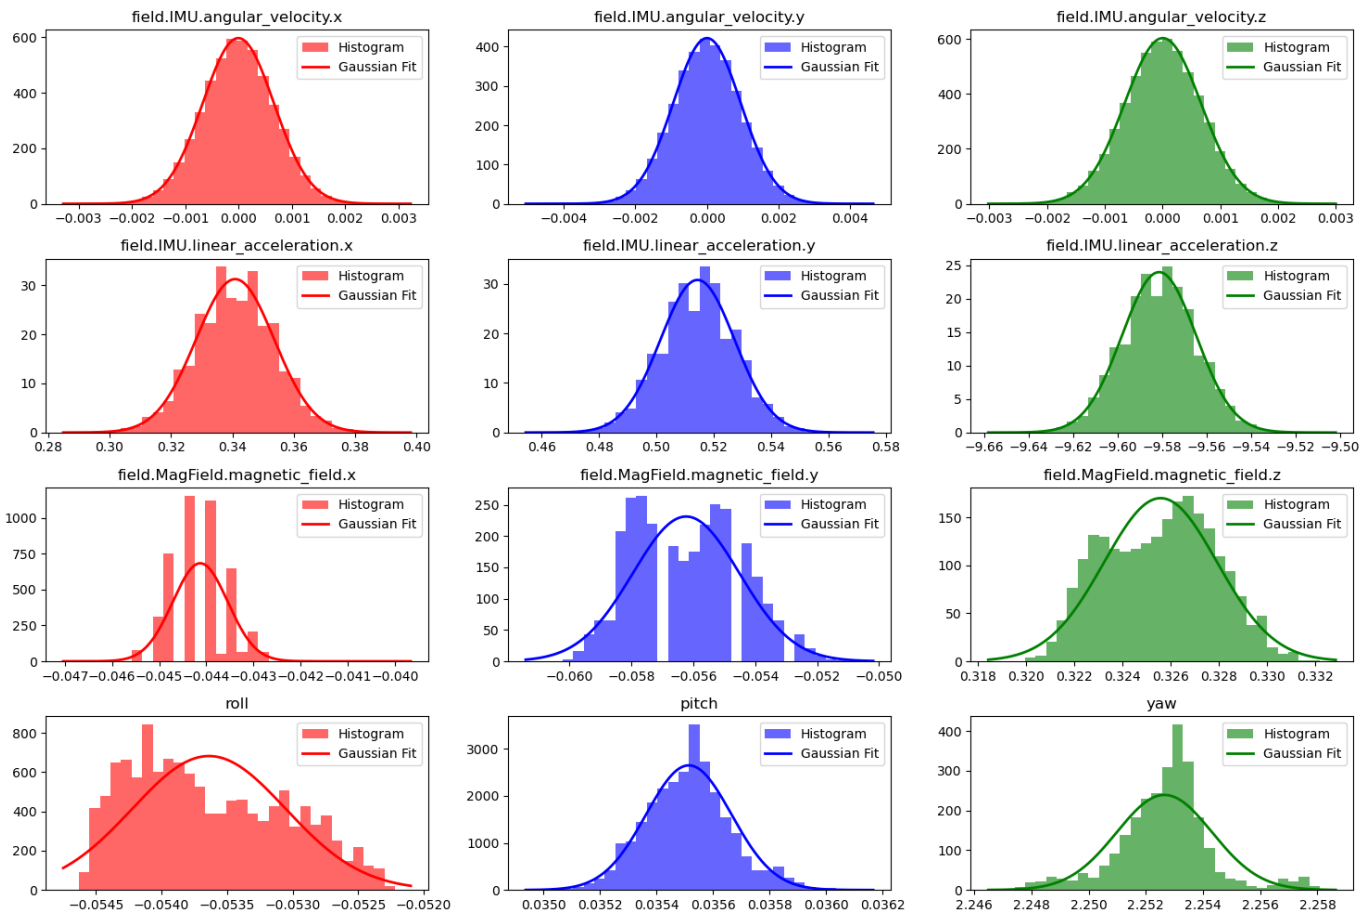 field.IMU.angular_velocity.x
600
400
200
0
−0.003 −0.002 −0.001 0.000 0.001 0.002 0.003
Histogram
Gaussian Fit
field.IMU.angular_velocity.y
400
300
200
100
0
−0.004 −0.002 0.000 0.002 0.004
Histogram
Gaussian Fit
field.IMU.angular_velocity.z
600
400
200
0
−0.003 −0.002 −0.001 0.000 0.001 0.002 0.003
Histogram
Gaussian Fit
field.IMU.linear_acceleration.x
30
20
10
0
0.28 0.30 0.32 0.34 0.36 0.38 0.40
Histogram
Gaussian Fit
field.IMU.linear_acceleration.y
30
20
10
0
0.46 0.48 0.50 0.52 0.54 0.56 0.58
Histogram
Gaussian Fit
field.IMU.linear_acceleration.z
25
20
15
10
5
0
−9.66 −9.64 −9.62 −9.60 −9.58 −9.56 −9.54 −9.52 −9.50
Histogram
Gaussian Fit
field.MagField.magnetic_field.x
1000
750
500
250
0
−0.047 −0.046 −0.045 −0.044 −0.043 −0.042 −0.041 −0.040
Histogram
Gaussian Fit
field.MagField.magnetic_field.y
250
200
150
100
50
0
−0.060 −0.058 −0.056 −0.054 −0.052 −0.050
Histogram
Gaussian Fit
field.MagField.magnetic_field.z
150
100
50
0
0.318 0.320 0.322 0.324 0.326 0.328 0.330 0.332
Histogram
Gaussian Fit
roll
800
600
400
200
0
−0.0545 −0.0540 −0.0535 −0.0530 −0.0525 −0.0520
Histogram
Gaussian Fit
pitch
3000
2000
1000
0
0.0350 0.0352 0.0354 0.0356 0.0358 0.0360 0.0362
Histogram
Gaussian Fit
yaw
400
300
200
100
0
2.246 2.248 2.250 2.252 2.254 2.256 2.258
Histogram
Gaussian Fit